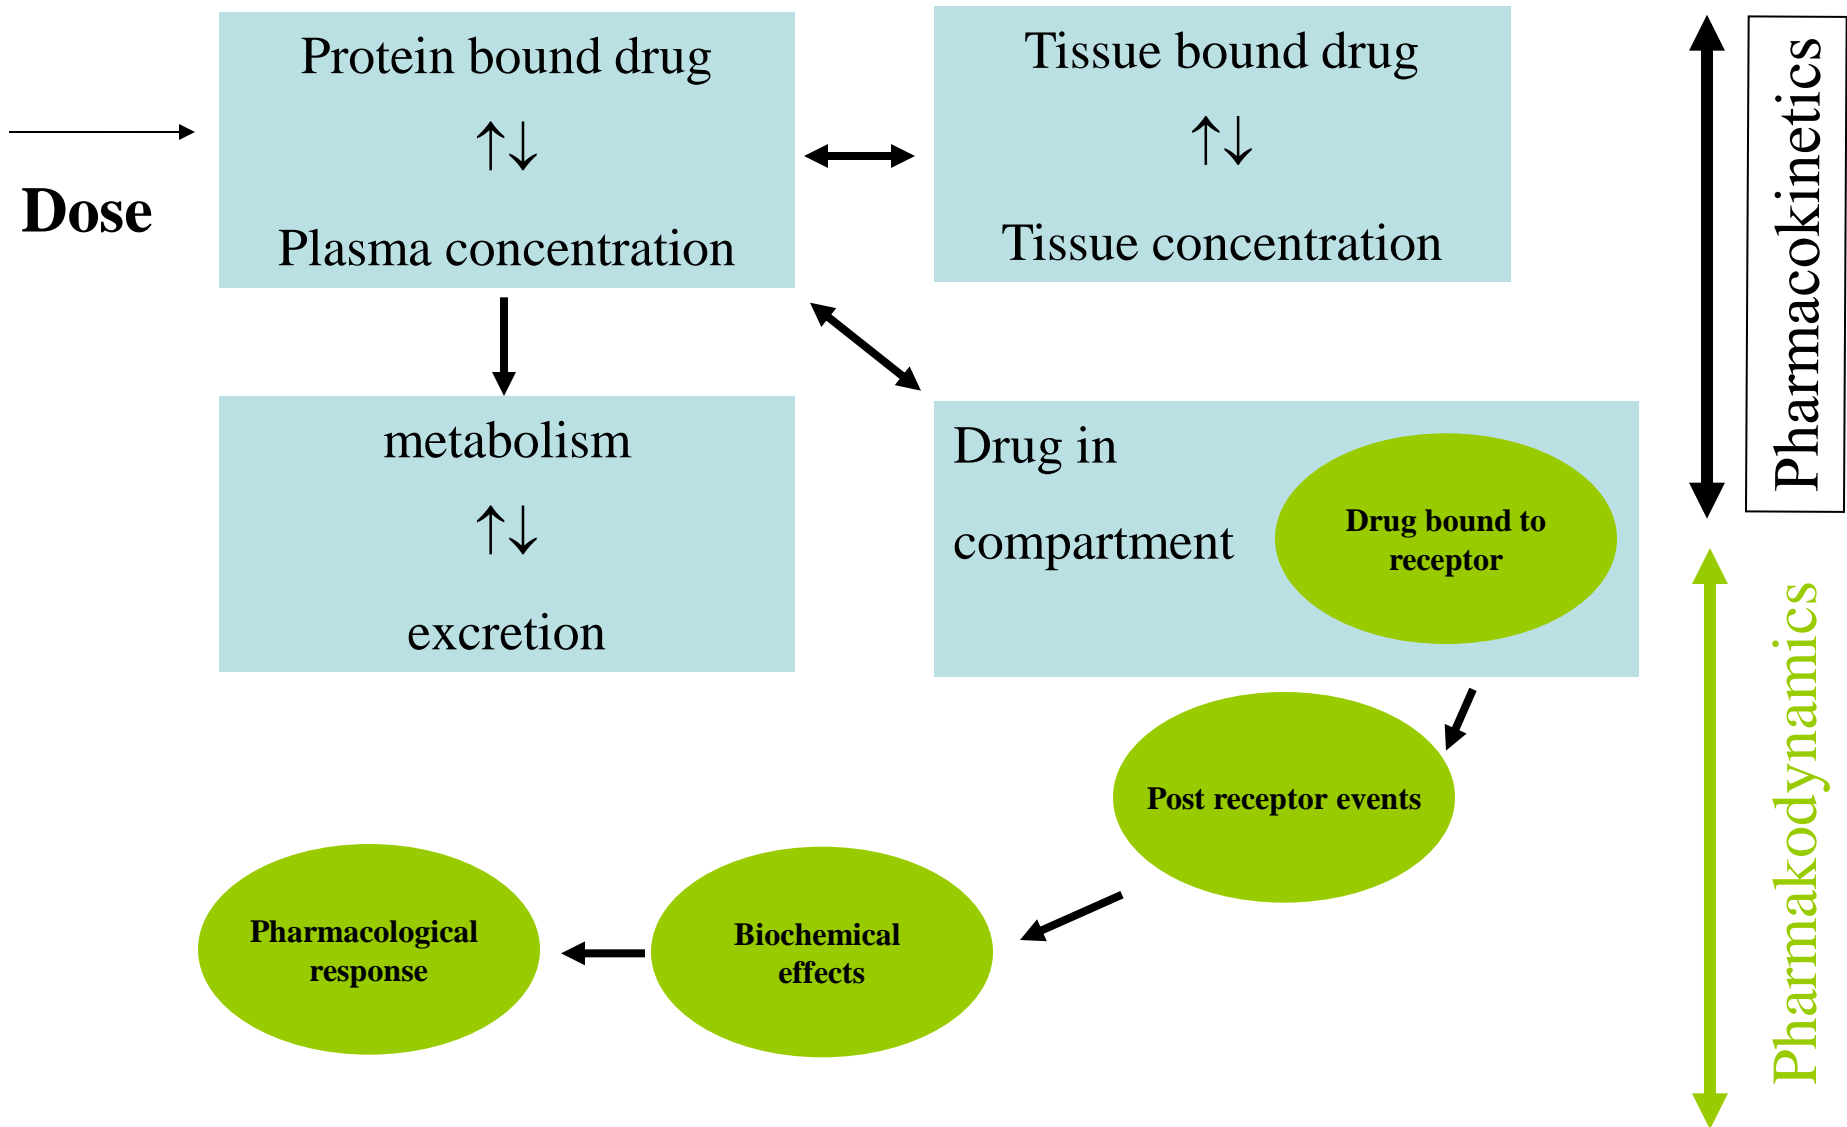 Protein bound drug
↑↓
Plasma concentration
Dose
Tissue bound drug
↑↓
Tissue concentration
metabolism
↑↓
excretion
Drug in
compartment
Drug bound to
receptor
Post receptor events
Biochemical
effects
Pharmacological
response
Pharmacokinetics
Pharmakodynamics